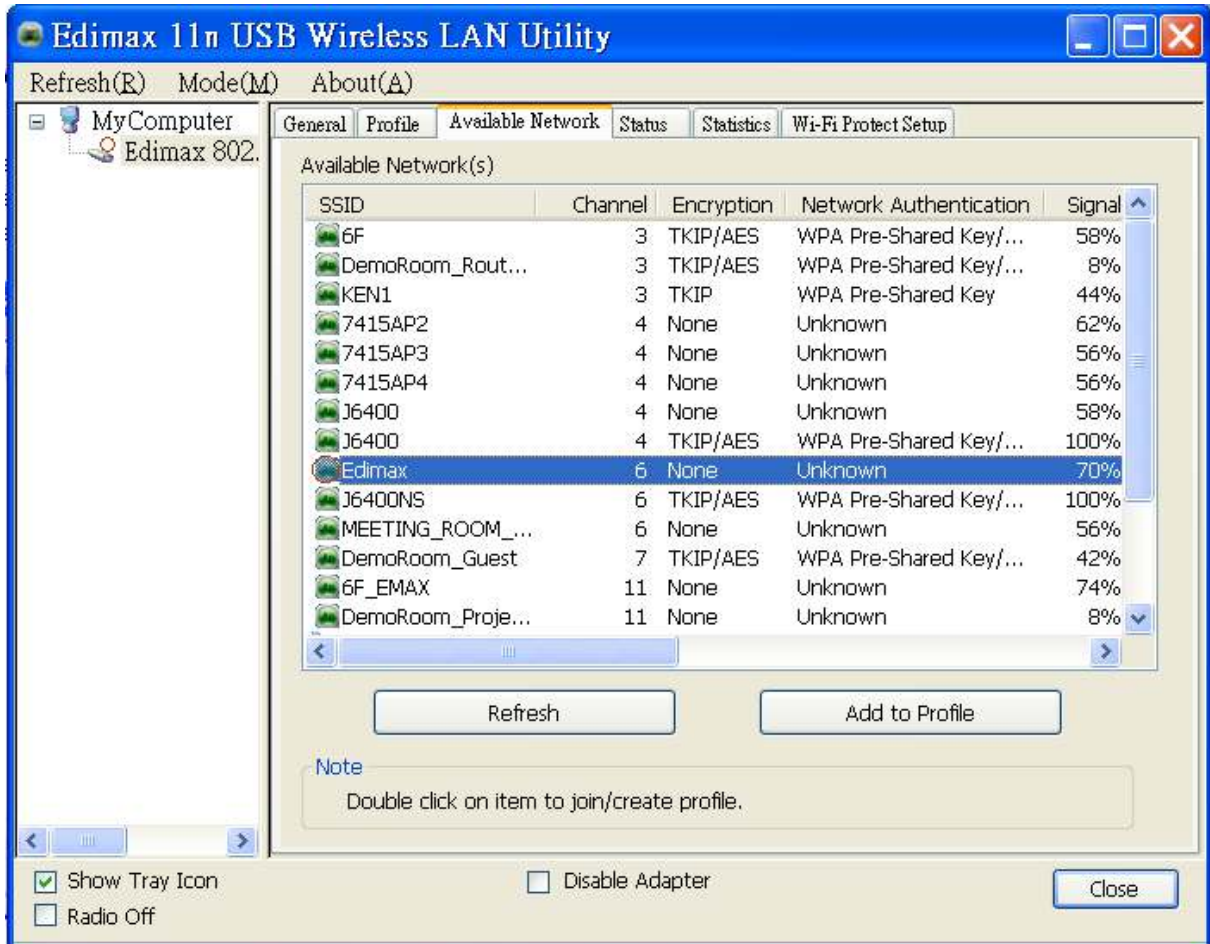 Edimax 11n USB Wireless LAN Utility
Refresh(R) Mode(M) About(A)
MyComputer
Edimax 802.
General Profile Available Network Status Statistics Wi-Fi Protect Setup
Available Network(s)
SSID Channel Encryption Network Authentication Signal
6F 3 TKIP/AES WPA Pre-Shared Key/... 58%
DemoRoom_Rout... 3 TKIP/AES WPA Pre-Shared Key/... 8%
KEN1 3 TKIP WPA Pre-Shared Key 44%
7415AP2 4 None Unknown 62%
7415AP3 4 None Unknown 56%
7415AP4 4 None Unknown 56%
J6400 4 None Unknown 58%
J6400 4 TKIP/AES WPA Pre-Shared Key/... 100%
Edimax 6 None Unknown 70%
J6400NS 6 TKIP/AES WPA Pre-Shared Key/... 100%
MEETING_ROOM_... 6 None Unknown 56%
DemoRoom_Guest 7 TKIP/AES WPA Pre-Shared Key/... 42%
6F_EMAX 11 None Unknown 74%
DemoRoom_Proje... 11 None Unknown 8%
Refresh Add to Profile
Note
Double click on item to join/create profile.
Show Tray Icon Disable Adapter Close
Radio Off